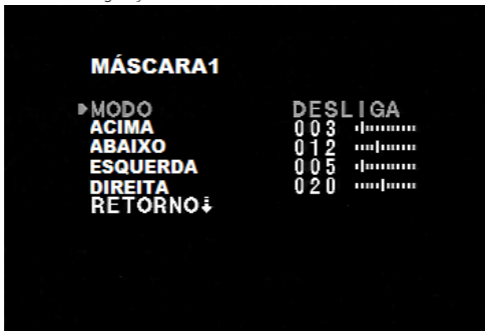 MÁSCARA1
MODO DESLIGA
ACIMA 003
ABAIXO 012
ESQUERDA 005
DIREITA 020
RETORNO